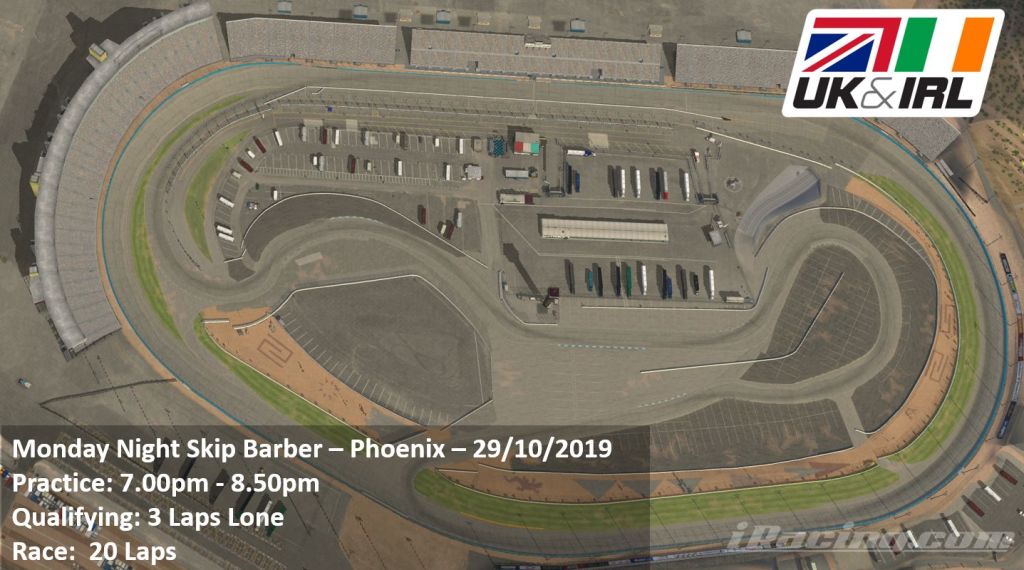 UK&IRL
Monday Night Skip Barber – Phoenix – 29/10/2019
Practice: 7.00pm - 8.50pm
Qualifying: 3 Laps Lone
Race:  20 Laps
iRacing.com